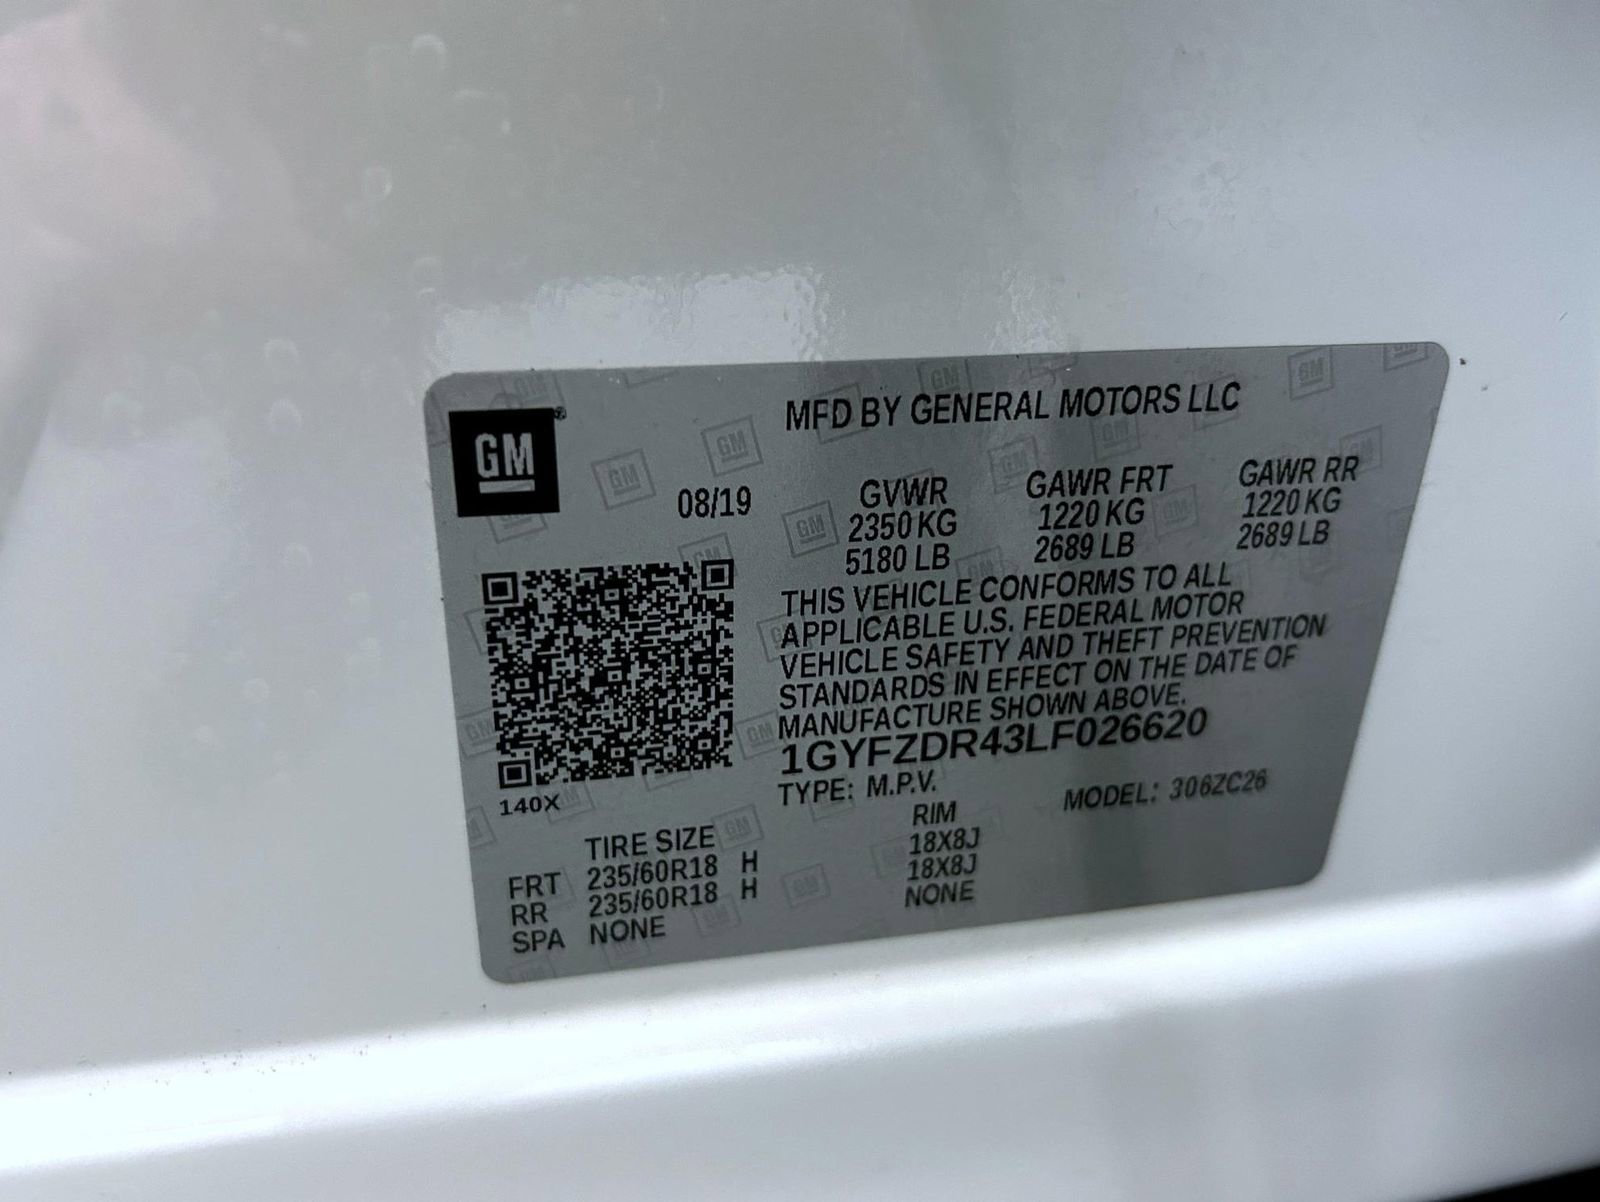 MFD BY GENERAL MOTORS LLC
GM®
08/19
GVWR GAWR FRT GAWR RR
2350 KG 1220 KG 1220 KG
5180 LB 2689 LB 2689 LB
THIS VEHICLE CONFORMS TO ALL
APPLICABLE U.S. FEDERAL MOTOR
VEHICLE SAFETY AND THEFT PREVENTION
STANDARDS IN EFFECT ON THE DATE OF
MANUFACTURE SHOWN ABOVE.
1GYFZDR43LF026620
TYPE: M.P.V. MODEL: 306ZC26
140X
TIRE SIZE RIM
FRT 235/60R18 H 18X8J
RR 235/60R18 H 18X8J
SPA NONE NONE